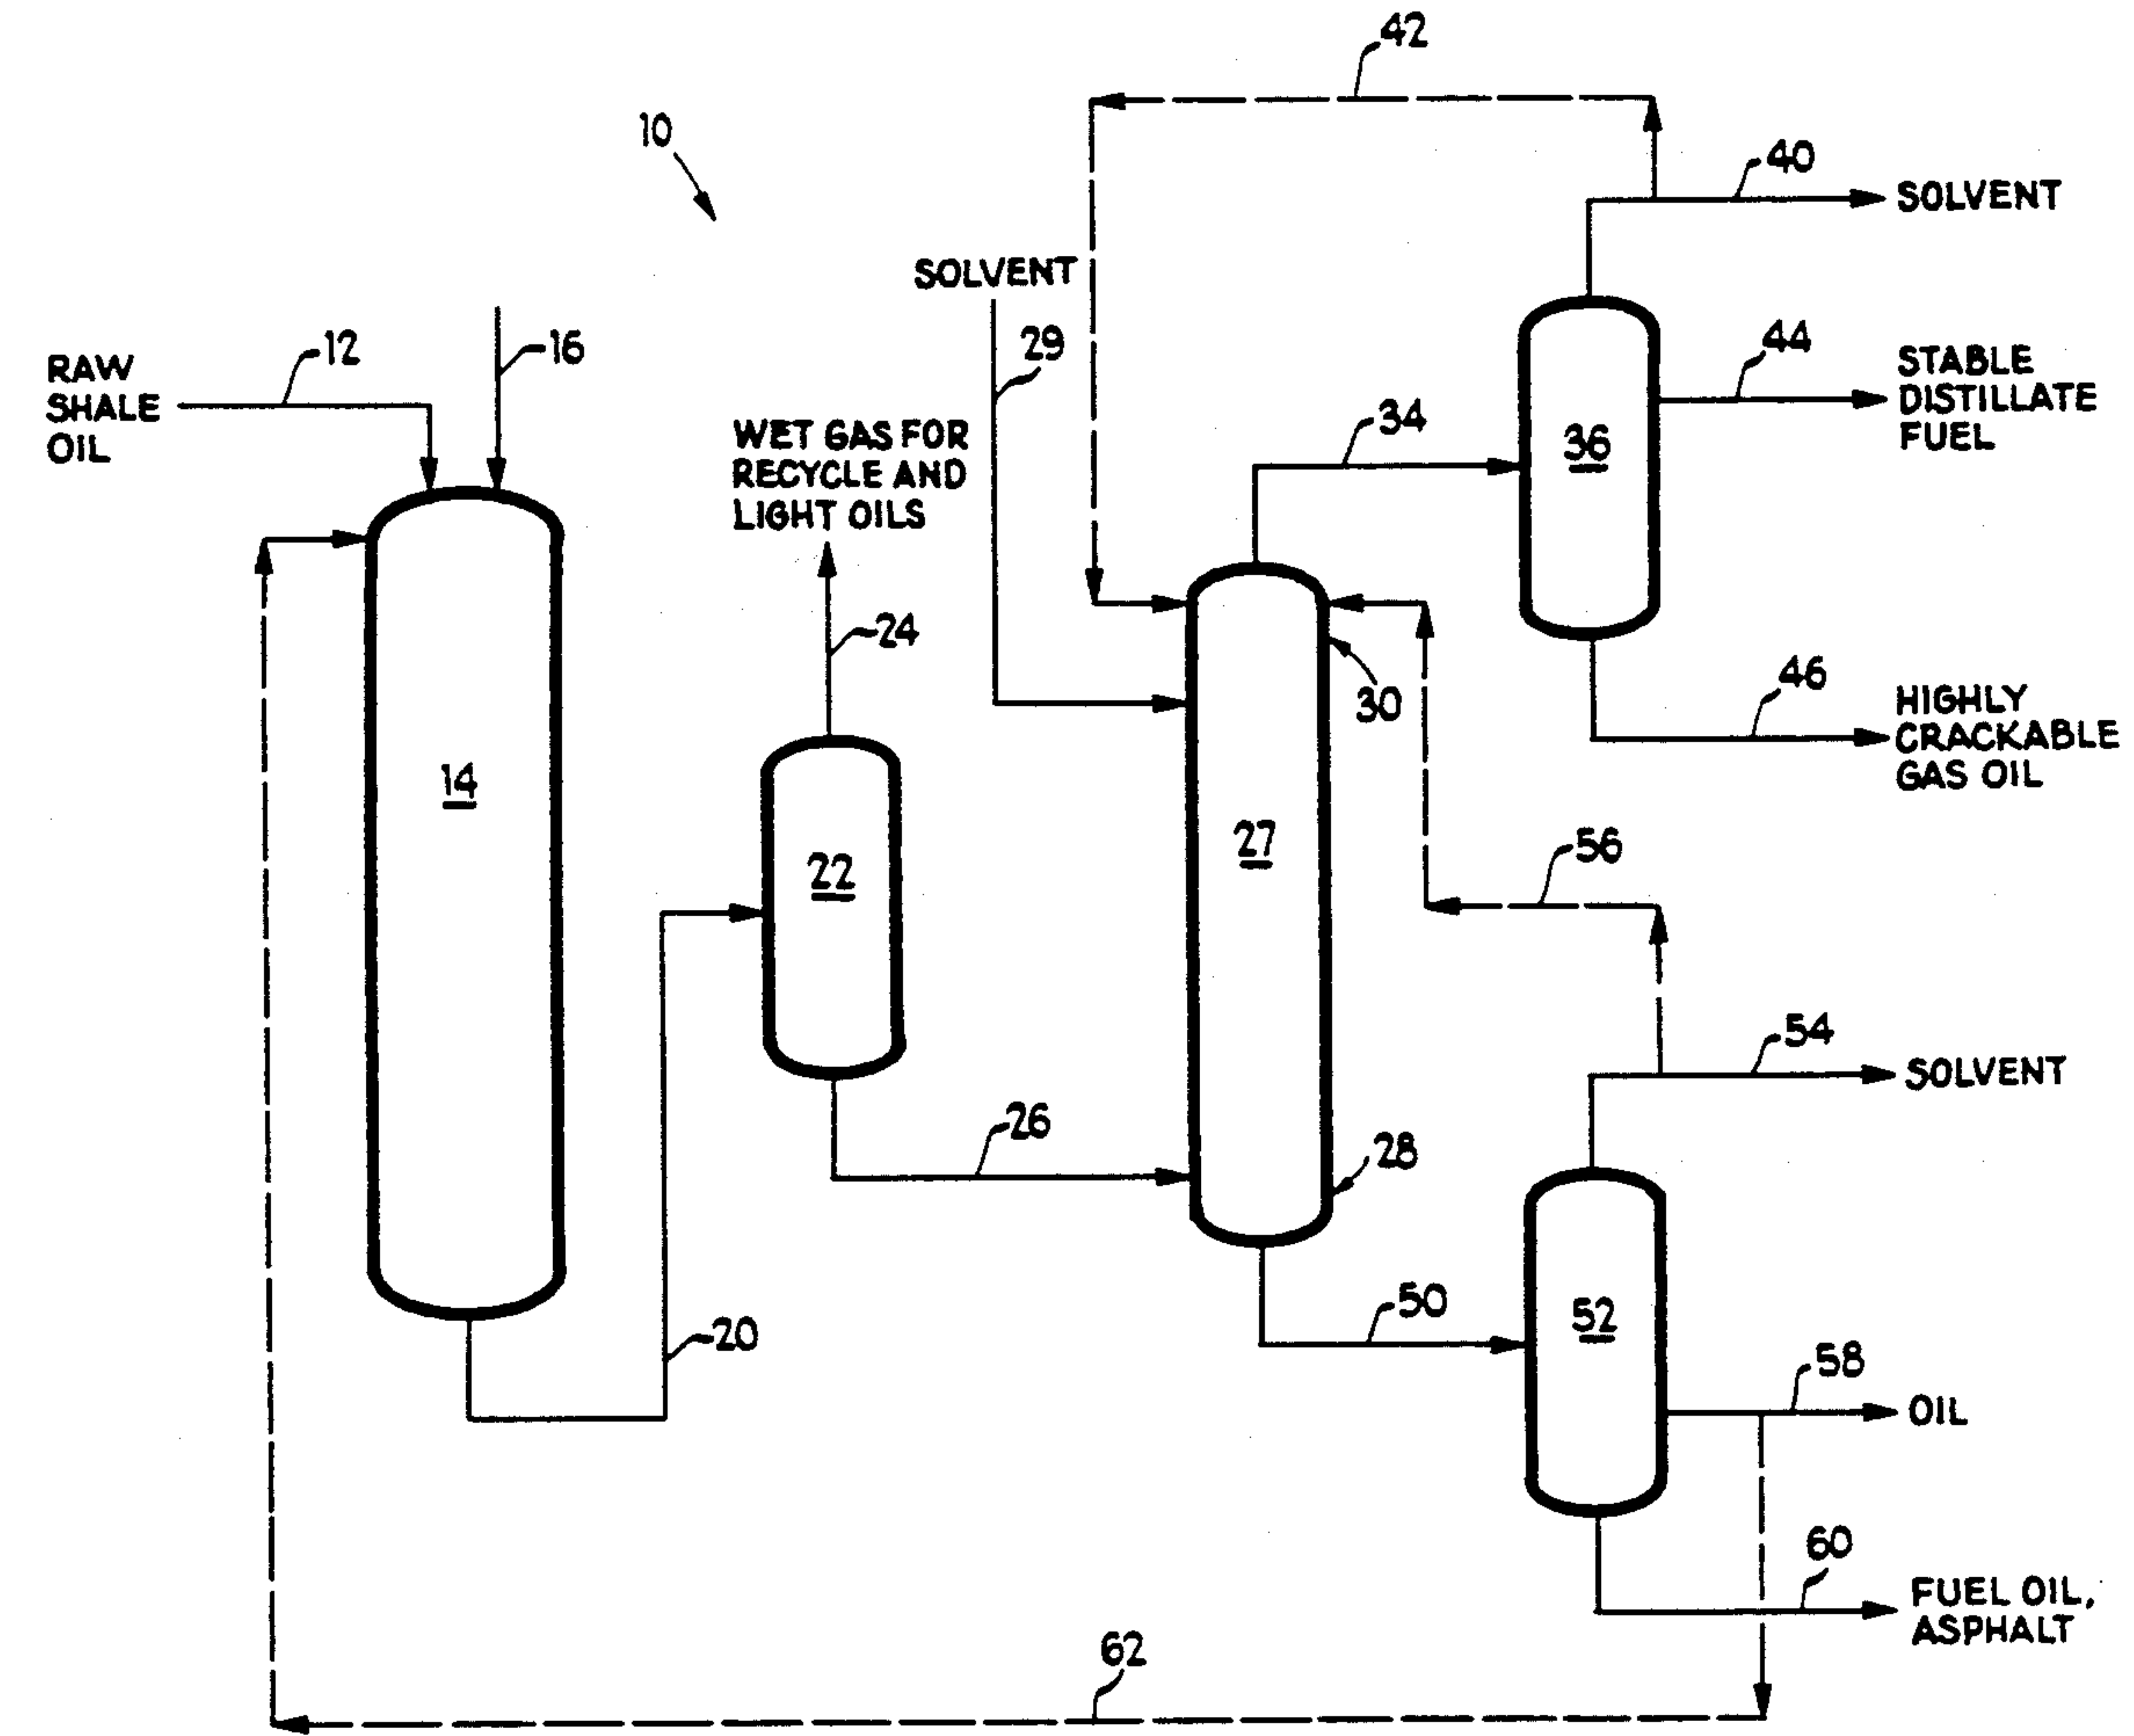 42
10
40
SOLVENT
SOLVENT
29
16
12
RAW
SHALE
OIL
44
STABLE
DISTILLATE
FUEL
34
36
WET GAS FOR
RECYCLE AND
LIGHT OILS
24
30
46
HIGHLY
CRACKABLE
GAS OIL
14
27
22
56
54
SOLVENT
26
28
50
52
20
58
OIL
60
FUEL OIL,
ASPHALT
62